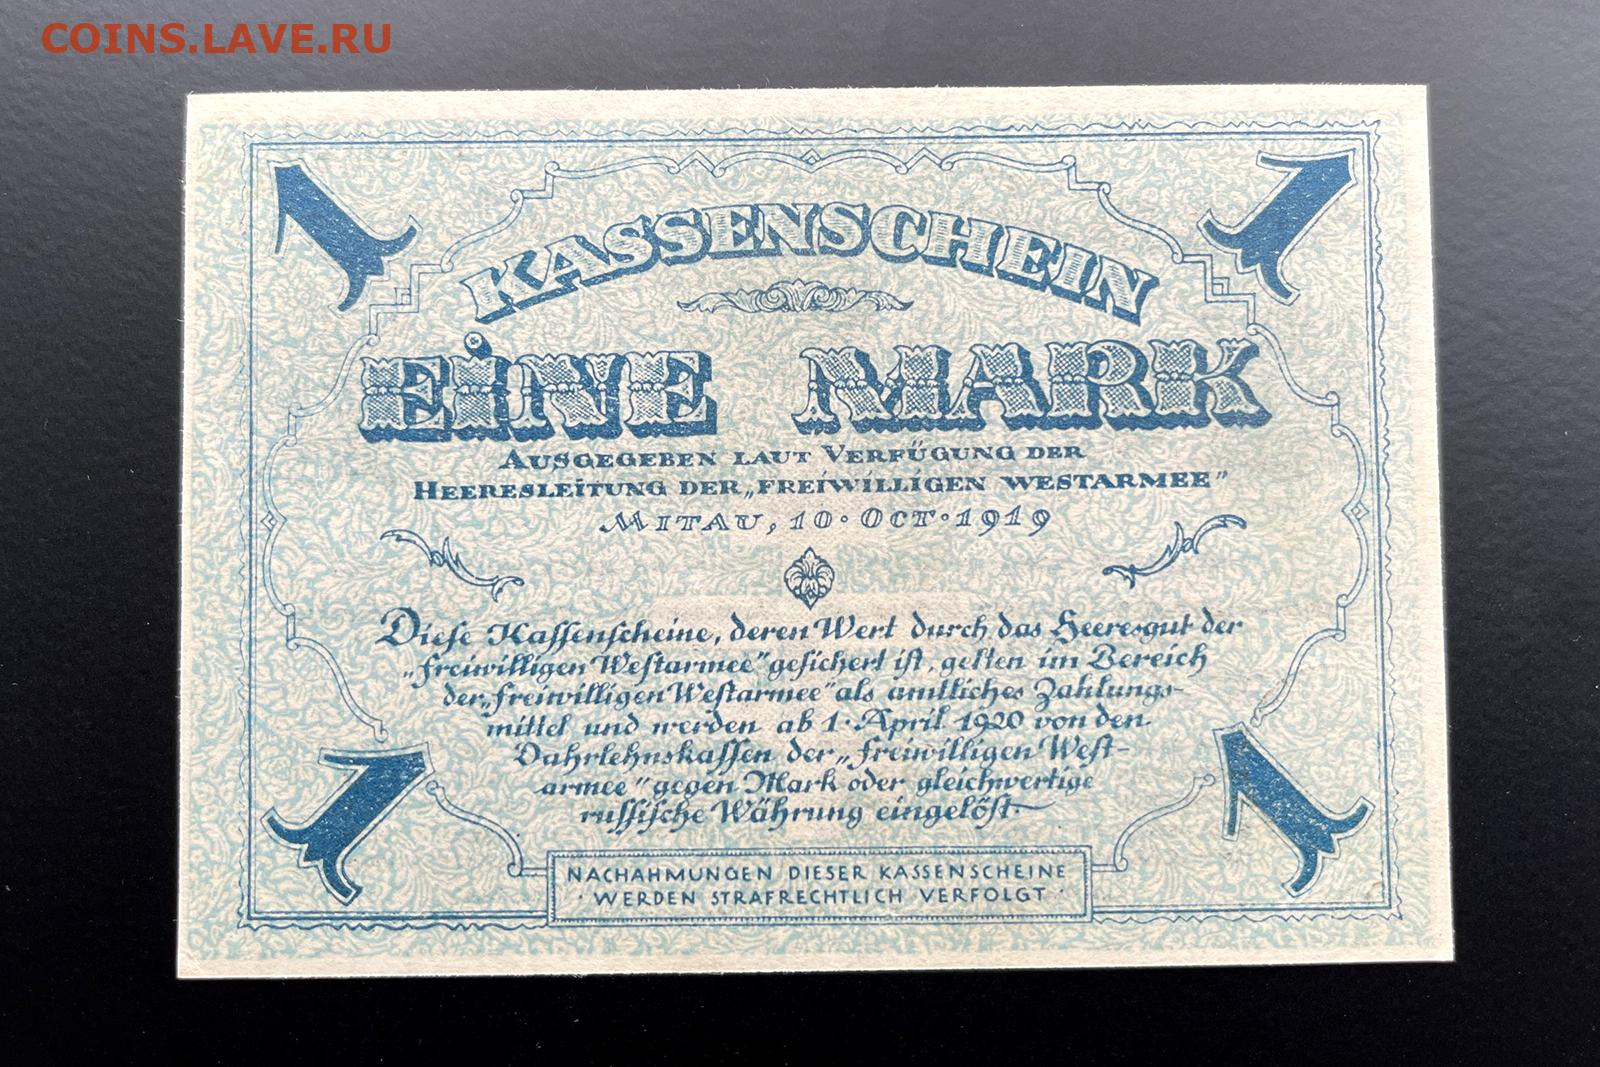 COINS.LAVE.RU
1 1
KASSENSCHEIN
EINE MARK
AUSGEGEBEN LAUT VERFÜGUNG DER
HEERESLEITUNG DER „FREIWILLIGEN WESTARMEE”
MITAU, 10 · OCT · 1919
Diese Kassenscheine, deren Wert durch das Heeresgut der
„Freiwilligen Westarmee” gesichert ist, gelten im Bereich
der „Freiwilligen Westarmee” als amtliches Zahlungs-
mittel und werden ab 1. April 1920 von den
Dahrlehnskassen der „Freiwilligen West-
armee” gegen Mark oder gleichwertige
russische Währung eingelöst.
1 1
NACHAHMUNGEN DIESER KASSENSCHEINE
· WERDEN STRAFRECHTLICH VERFOLGT ·